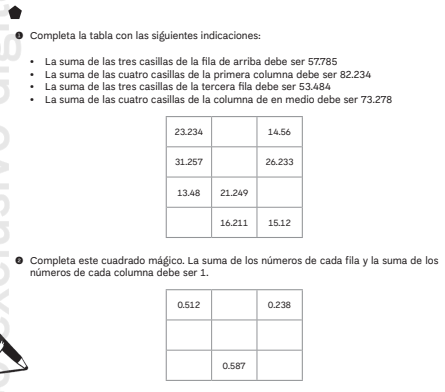 ❶ Completa la tabla con las siguientes indicaciones:
• La suma de las tres casillas de la fila de arriba debe ser 57.785
• La suma de las cuatro casillas de la primera columna debe ser 82.234
• La suma de las tres casillas de la tercera fila debe ser 53.484
• La suma de las cuatro casillas de la columna de en medio debe ser 73.278
23.234 14.56
31.257 26.233
13.48 21.249
16.211 15.12
❷ Completa este cuadrado mágico. La suma de los números de cada fila y la suma de los
números de cada columna debe ser 1.
0.512 0.238
0.587